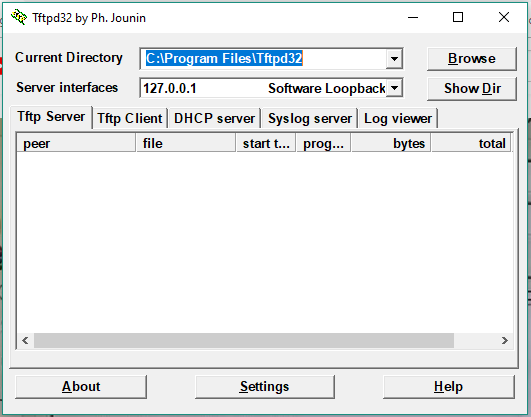 Tftpd32 by Ph. Jounin
Current Directory C:\Program Files\Tftpd32 Browse
Server interfaces 127.0.0.1 Software Loopback Show Dir
Tftp Server Tftp Client DHCP server Syslog server Log viewer
peer file start t... prog... bytes total
About Settings Help